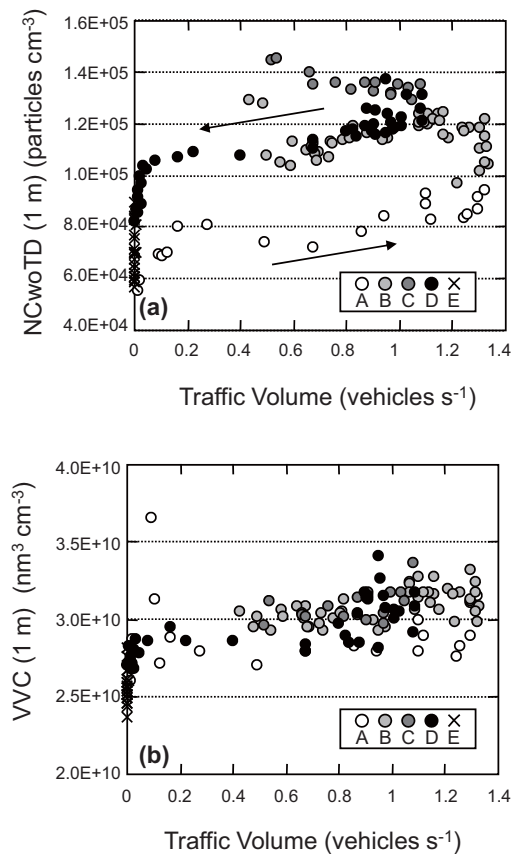 1.6E+05
1.4E+05
1.2E+05
1.0E+05
8.0E+04
6.0E+04
4.0E+04
NCwoTD (1 m) (particles cm-3)
(a)
A B C D E
0 0.2 0.4 0.6 0.8 1 1.2 1.4
Traffic Volume (vehicles s-1)
4.0E+10
3.5E+10
3.0E+10
2.5E+10
2.0E+10
VVC (1 m) (nm3 cm-3)
(b)
A B C D E
0 0.2 0.4 0.6 0.8 1 1.2 1.4
Traffic Volume (vehicles s-1)